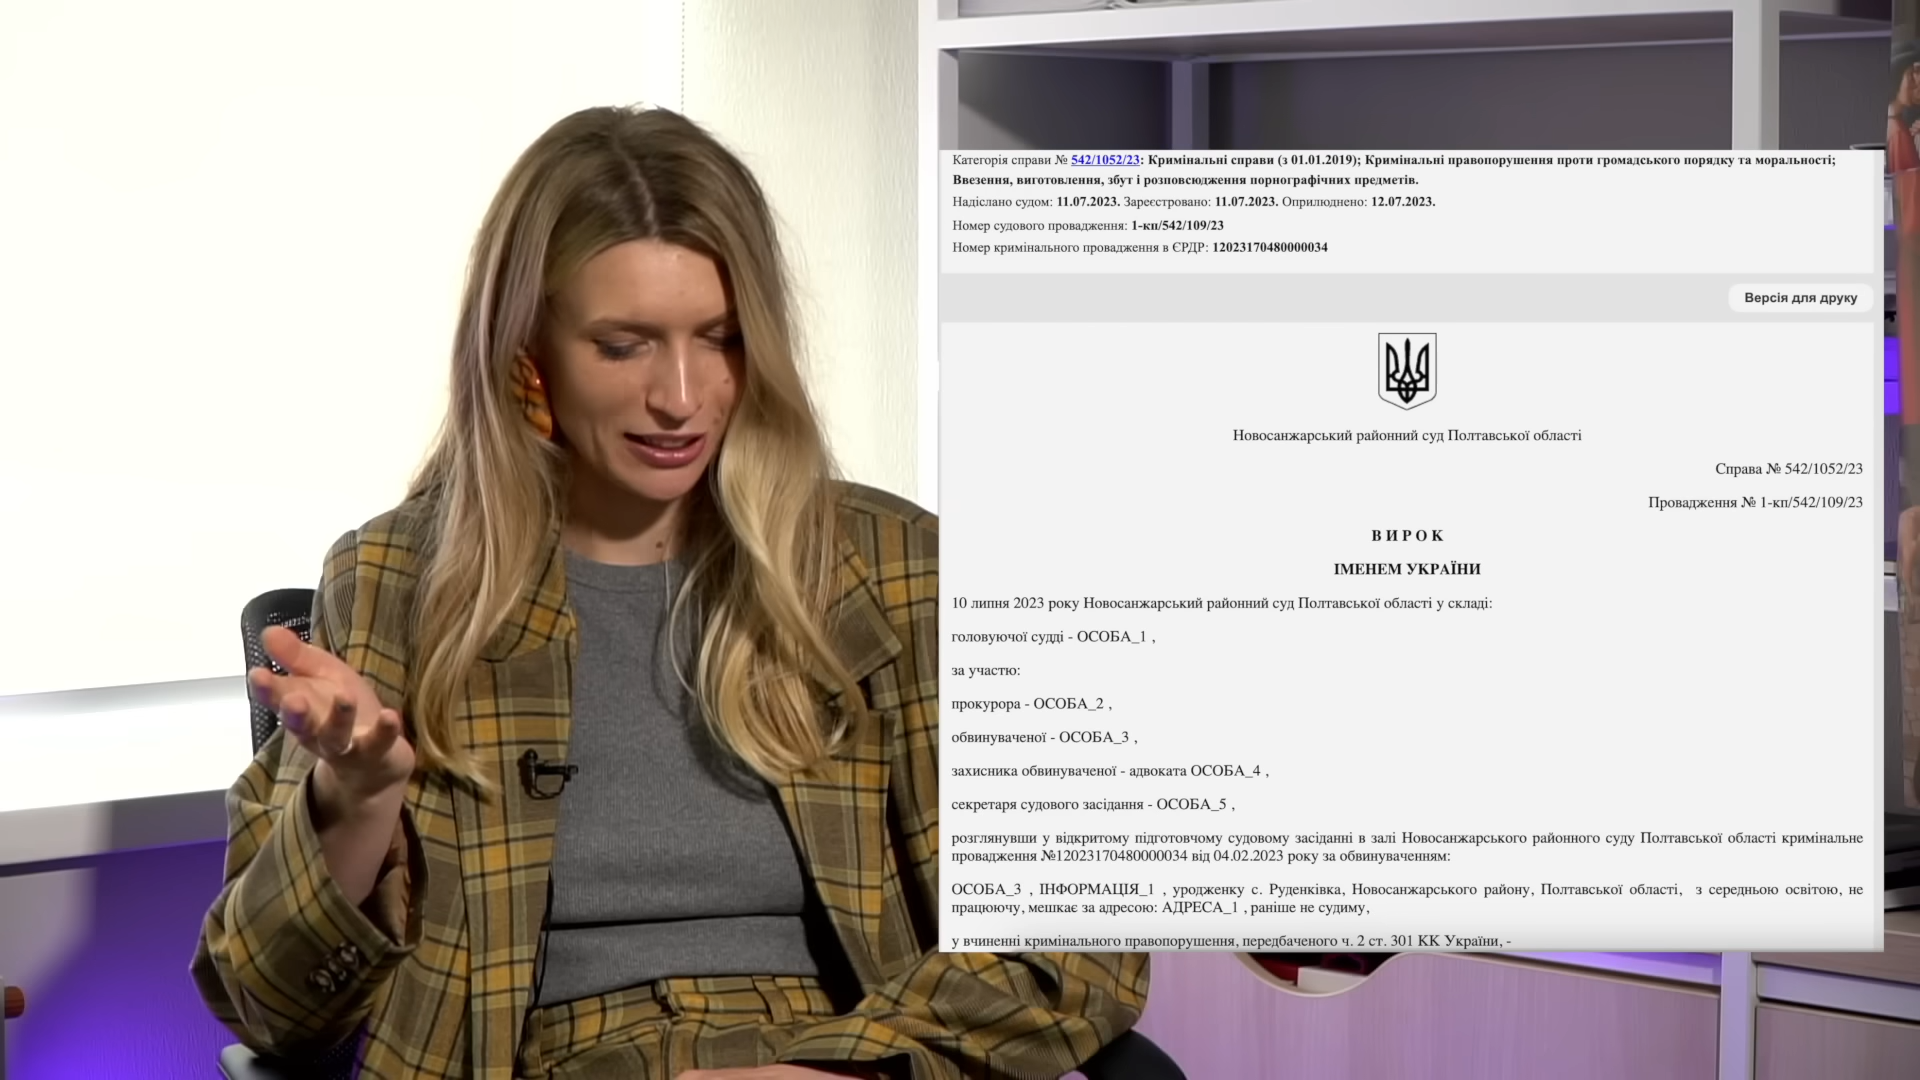 Категорія справи № 542/1052/23: Кримінальні справи (з 01.01.2019); Кримінальні правопорушення проти громадського порядку та моральності;
Ввезення, виготовлення, збут і розповсюдження порнографічних предметів.
Надіслано судом: 11.07.2023. Зареєстровано: 11.07.2023. Оприлюднено: 12.07.2023.
Номер судового провадження: 1-кп/542/109/23
Номер кримінального провадження в ЄРДР: 12023170480000034
Версія для друку
Новосанжарський районний суд Полтавської області
Справа № 542/1052/23
Провадження № 1-кп/542/109/23
В И Р О К
ІМЕНЕМ УКРАЇНИ
10 липня 2023 року Новосанжарський районний суд Полтавської області у складі:
головуючої судді - ОСОБА_1 ,
за участю:
прокурора - ОСОБА_2 ,
обвинуваченої - ОСОБА_3 ,
захисника обвинуваченої - адвоката ОСОБА_4 ,
секретаря судового засідання - ОСОБА_5 ,
розглянувши у відкритому підготовчому судовому засіданні в залі Новосанжарського районного суду Полтавської області кримінальне
провадження №12023170480000034 від 04.02.2023 року за обвинуваченням:
ОСОБА_3 , ІНФОРМАЦІЯ_1 , уродженку с. Руденківка, Новосанжарського району, Полтавської області, з середньою освітою, не
працюючу, мешкає за адресою: АДРЕСА_1 , раніше не судиму,
у вчиненні кримінального правопорушення, передбаченого ч. 2 ст. 301 КК України, -